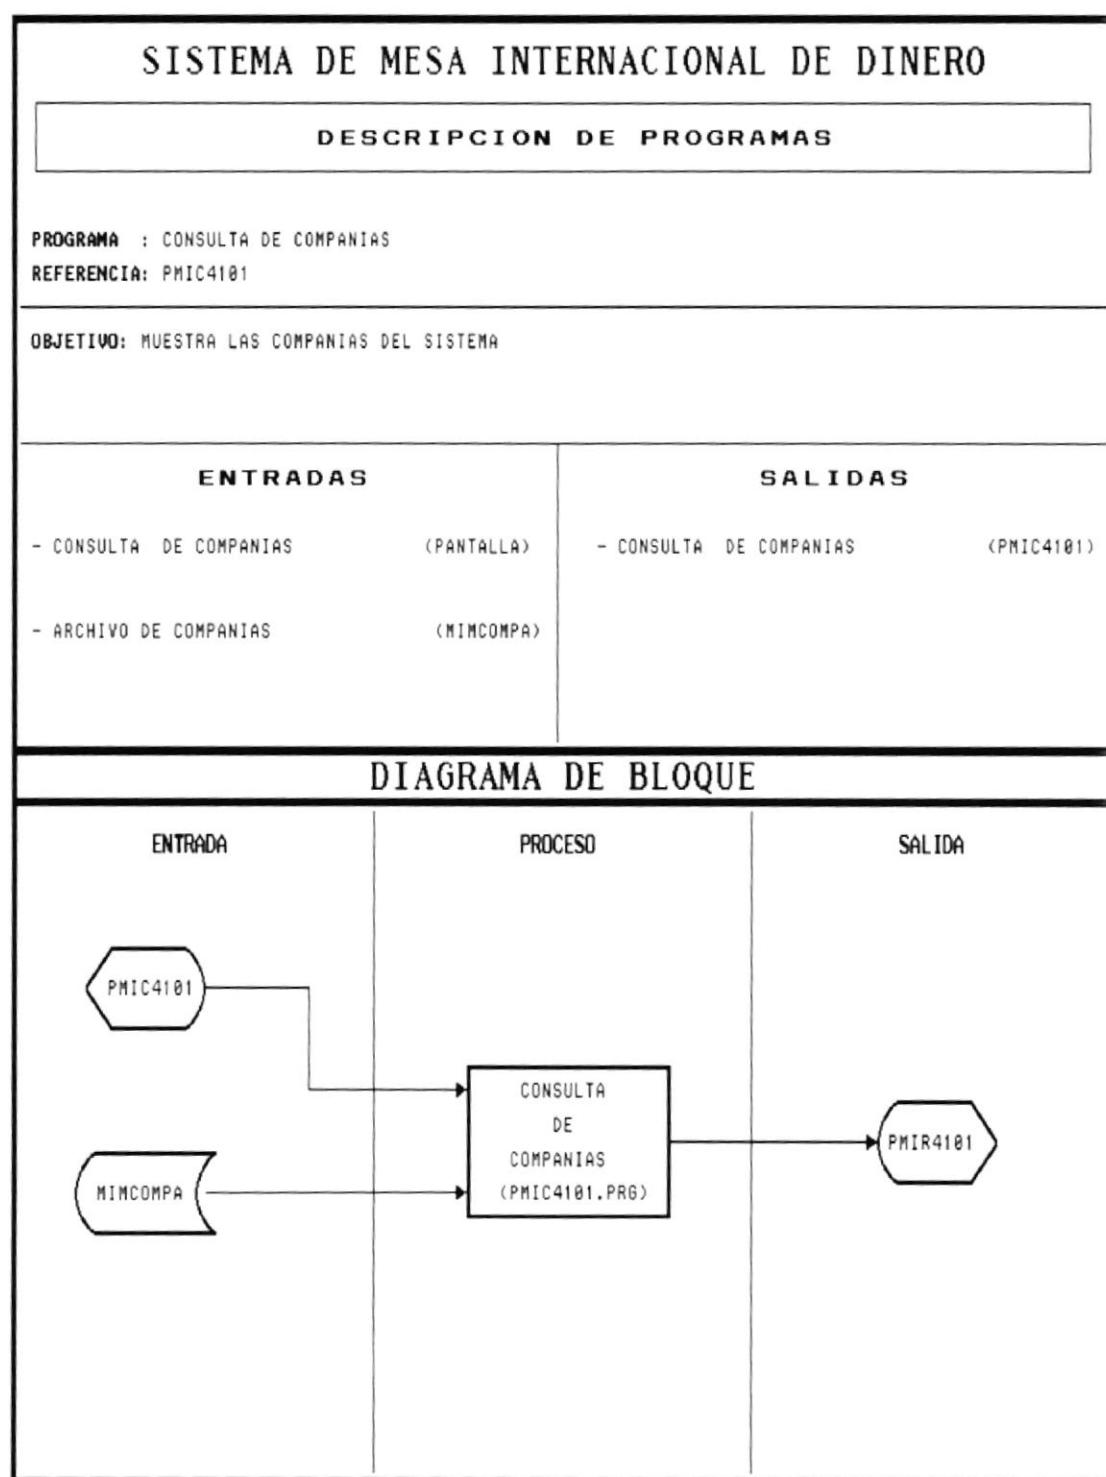 SISTEMA DE MESA INTERNACIONAL DE DINERO
DESCRIPCION DE PROGRAMAS
PROGRAMA : CONSULTA DE COMPANIAS
REFERENCIA: PMIC4101
OBJETIVO: MUESTRA LAS COMPANIAS DEL SISTEMA
ENTRADAS
- CONSULTA DE COMPANIAS (PANTALLA)
- ARCHIVO DE COMPANIAS (MIMCOMPA)
SALIDAS
- CONSULTA DE COMPANIAS (PMIC4101)
DIAGRAMA DE BLOQUE
ENTRADA
PROCESO
SALIDA
PMIC4101
MIMCOMPA
CONSULTA
DE
COMPANIAS
(PMIC4101.PRG)
PMIR4101